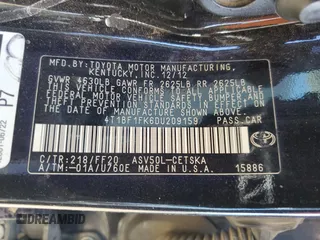 MFD. BY: TOYOTA MOTOR MANUFACTURING,
KENTUCKY, INC. 12/12
GVWR 4630LB GAWR FR 2625LB RR 2625LB
THIS VEHICLE CONFORMS TO ALL APPLICABLE
FEDERAL MOTOR VEHICLE SAFETY, BUMPER, AND
THEFT PREVENTION STANDARDS IN EFFECT ON
THE DATE OF MANUFACTURE SHOWN ABOVE.
4T1BF1FK6DU209159 PASS.CAR
C/TR:218/FF20 ASV50L-CETSKA
A/TM:-01A/U760E MADE IN U.S.A. 15886
P7
DREAMBID